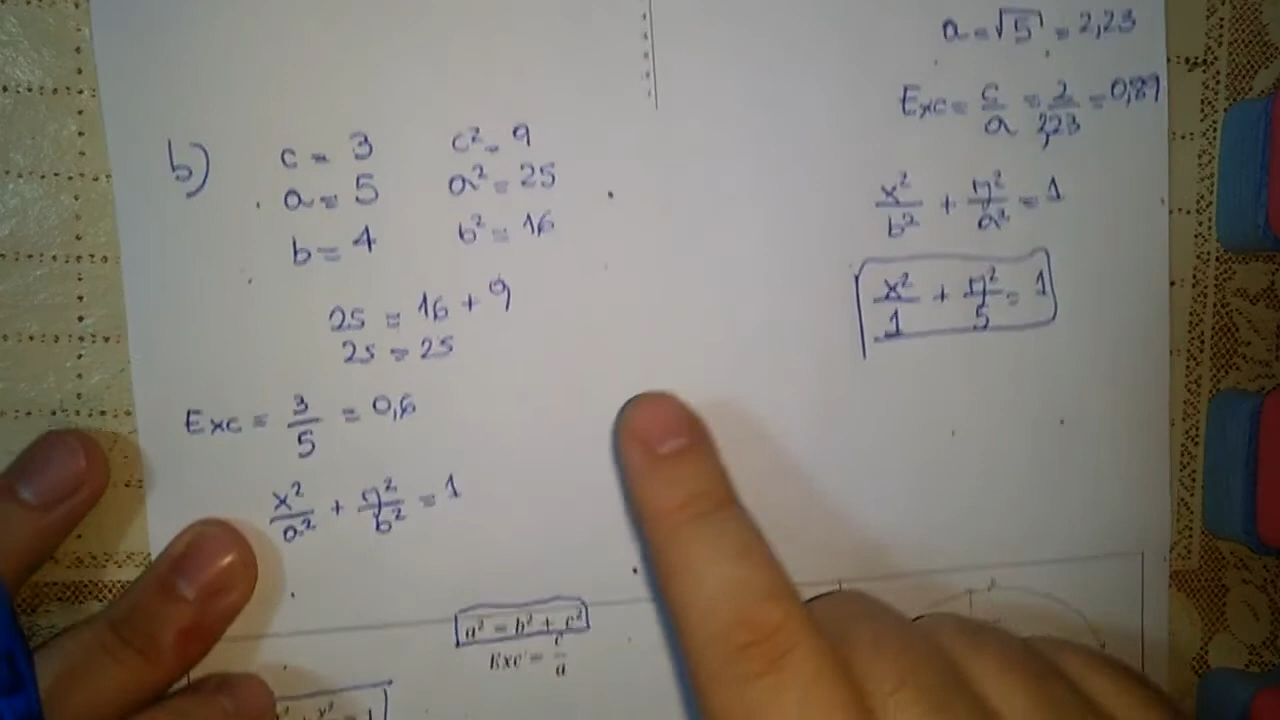 b)
c = 3
a = 5
b = 4
c² = 9
a² = 25
b² = 16
25 = 16 + 9
25 = 25
Exc = 3/5 = 0,6
x²/a² + y²/b² = 1
a = √5 = 2,23
Exc = c/a = 2/2,23 = 0,89
x²/b² + y²/a² = 1
x²/1 + y²/5 = 1
a² = b² + c²
Exc = c/a